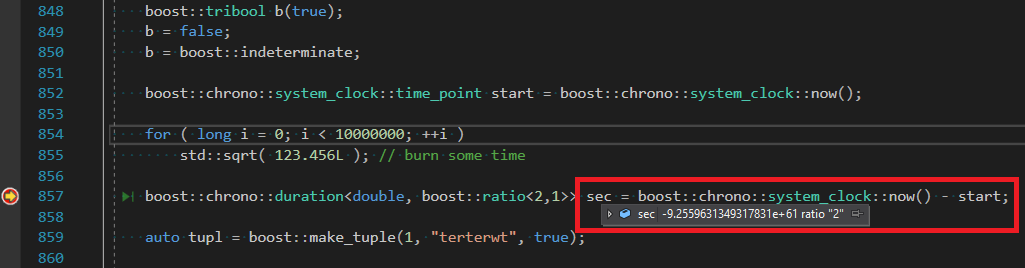 848 boost::tribool b(true);
849 b = false;
850 b = boost::indeterminate;
851
852 boost::chrono::system_clock::time_point start = boost::chrono::system_clock::now();
853
854 for ( long i = 0; i < 10000000; ++i )
855 std::sqrt( 123.456L ); // burn some time
856
857 boost::chrono::duration<double, boost::ratio<2,1>> sec = boost::chrono::system_clock::now() - start;
sec -9.2559631349317831e+61 ratio "2"
858
859 auto tupl = boost::make_tuple(1, "terterwt", true);
860